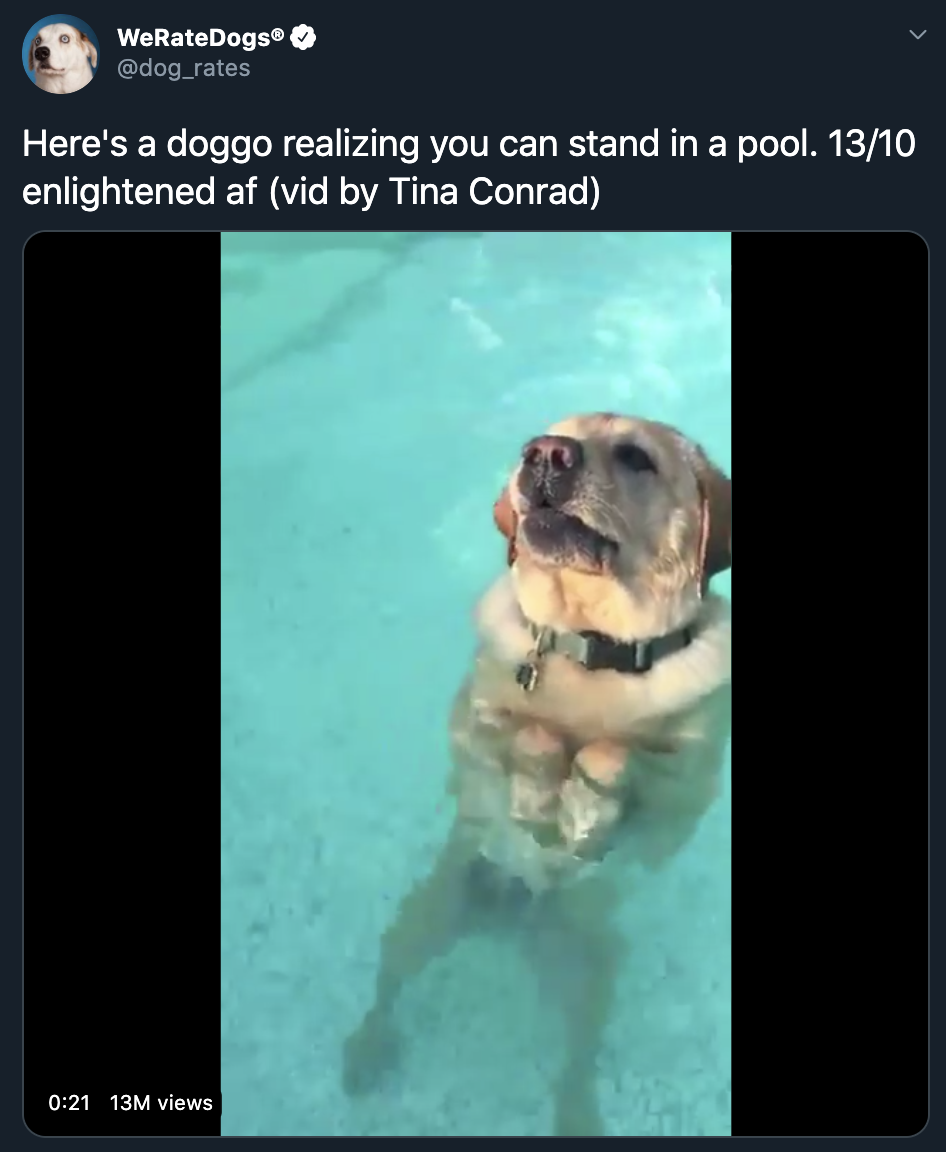 WeRateDogs®
@dog_rates
Here's a doggo realizing you can stand in a pool. 13/10
enlightened af (vid by Tina Conrad)
0:21 13M views